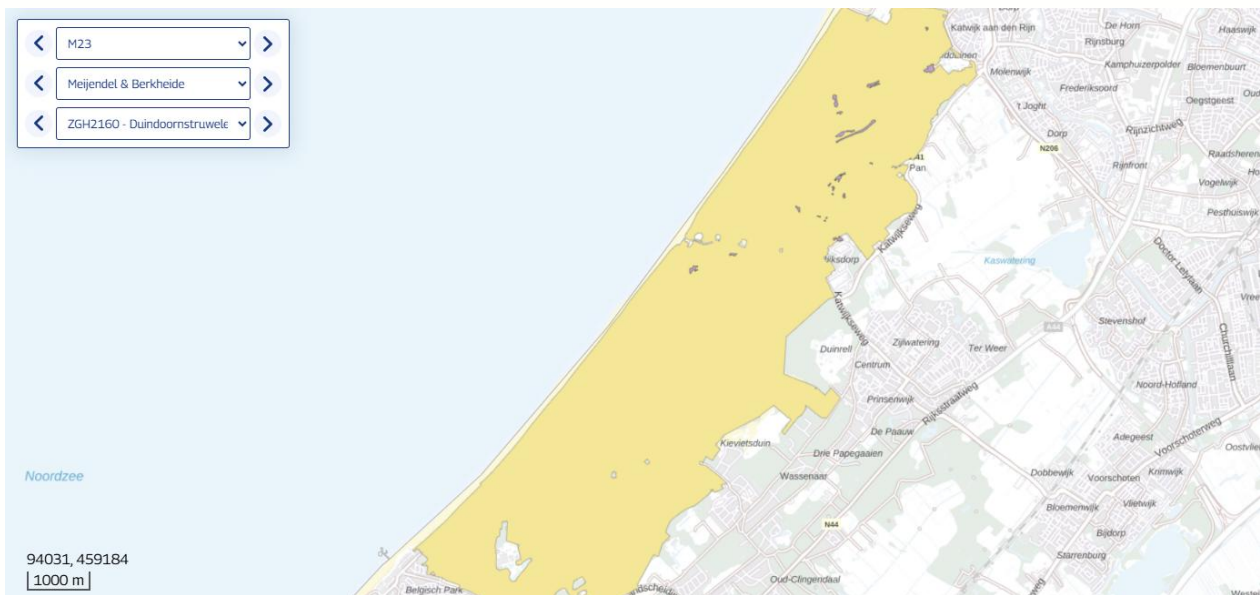 M23
Meijendel & Berkheide
ZGH2160 - Duindoornstruwele
Katwijk aan den Rijn
De Horn
Rijnsburg
Haaswijk
Kamphuizerpolder
Bloemenbuurt
Molenwijk
Frederiksoord
't Joght
Oegstgeest
Dorp
Rijnzichtweg
N206
Rijnfront
Raadsheren
Vogelwijk
Pan
Pesthuiswijk
Katwijkseweg
Kaswatering
Doctor Lelylaan
Katwijkseweg
A44
Stevenshof
Churchilllaan
Duinrell
Zijlwatering
Ter Weer
Centrum
Noord-Hofland
Prinsenwijk
Rijksstraatweg
De Paauw
Adegeest
Voorschoterweg
Kievietsduin
Drie Papegaaien
Noordzee
Wassenaar
Dobbewijk
Voorschoten
Krimwijk
Bloemenwijk
Vlietwijk
N44
Bijdorp
Starrenburg
94031, 459184
1000 m
Oud-Clingendaal
Belgisch Park